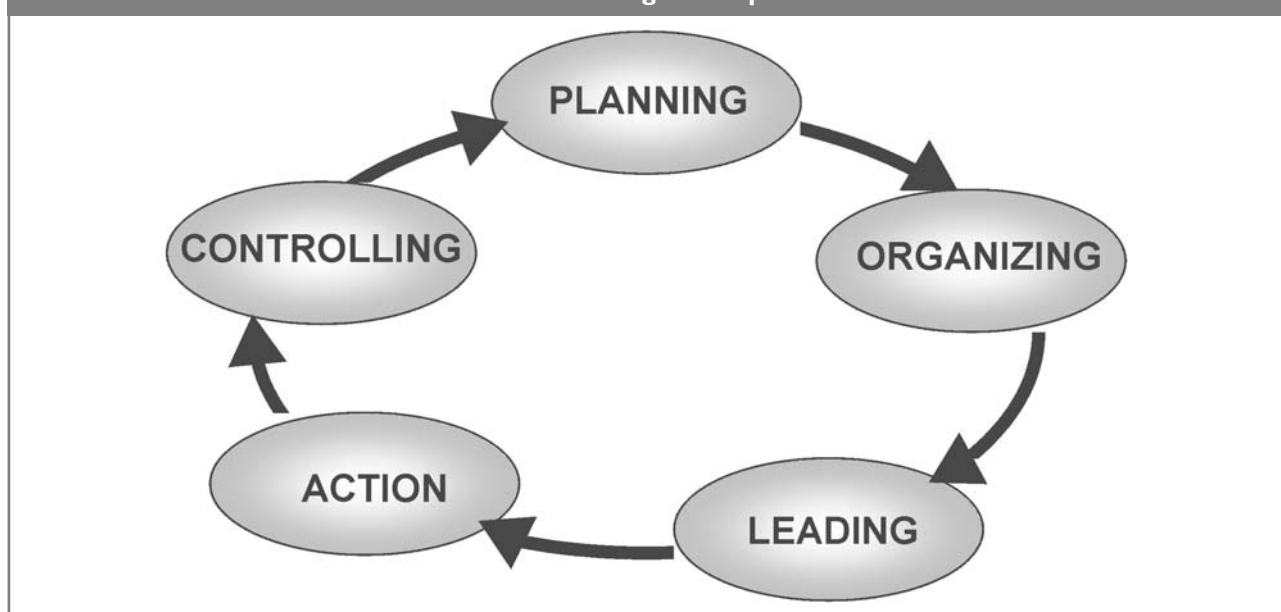 PLANNING
ORGANIZING
LEADING
ACTION
CONTROLLING